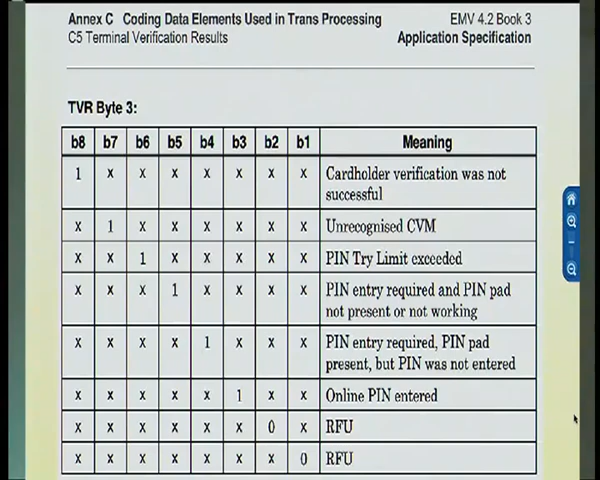 Annex C Coding Data Elements Used in Trans Processing EMV 4.2 Book 3
C5 Terminal Verification Results Application Specification
TVR Byte 3:
b8 b7 b6 b5 b4 b3 b2 b1 Meaning
1 x x x x x x x Cardholder verification was not
successful
x 1 x x x x x x Unrecognised CVM
x x 1 x x x x x PIN Try Limit exceeded
x x x 1 x x x x PIN entry required and PIN pad
not present or not working
x x x x 1 x x x PIN entry required, PIN pad
present, but PIN was not entered
x x x x x 1 x x Online PIN entered
x x x x x x 0 x RFU
x x x x x x x 0 RFU